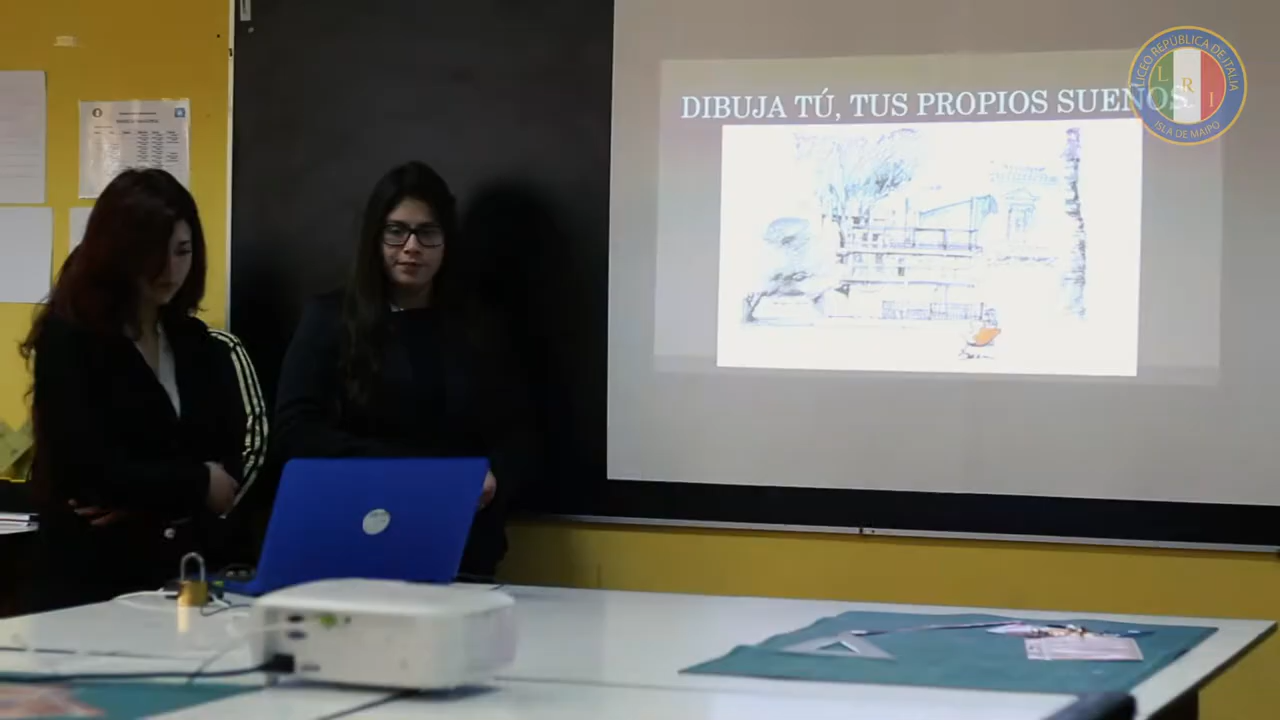 DIBUJA TÚ, TUS PROPIOS SUEÑOS
LICEO REPÚBLICA DE ITALIA
L R I
ISLA DE MAIPO